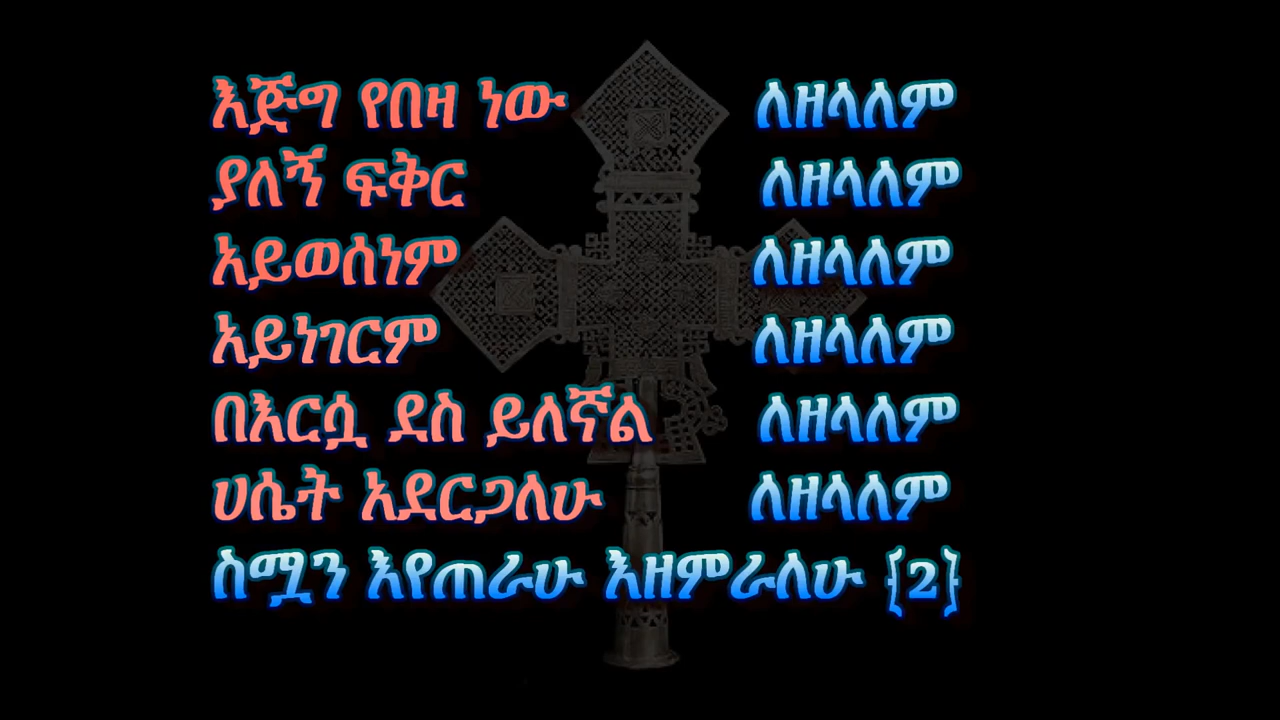 እጅግ የበዛ ነው ለዘላለም
ያለኝ ፍቅር ለዘላለም
አይወሰነም ለዘላለም
አይነገርም ለዘላለም
በእርሷ ደስ ይለኛል ለዘላለም
ሀሴት አደርጋለሁ ለዘላለም
ስሟን እየጠራሁ እዘምራለሁ {2}